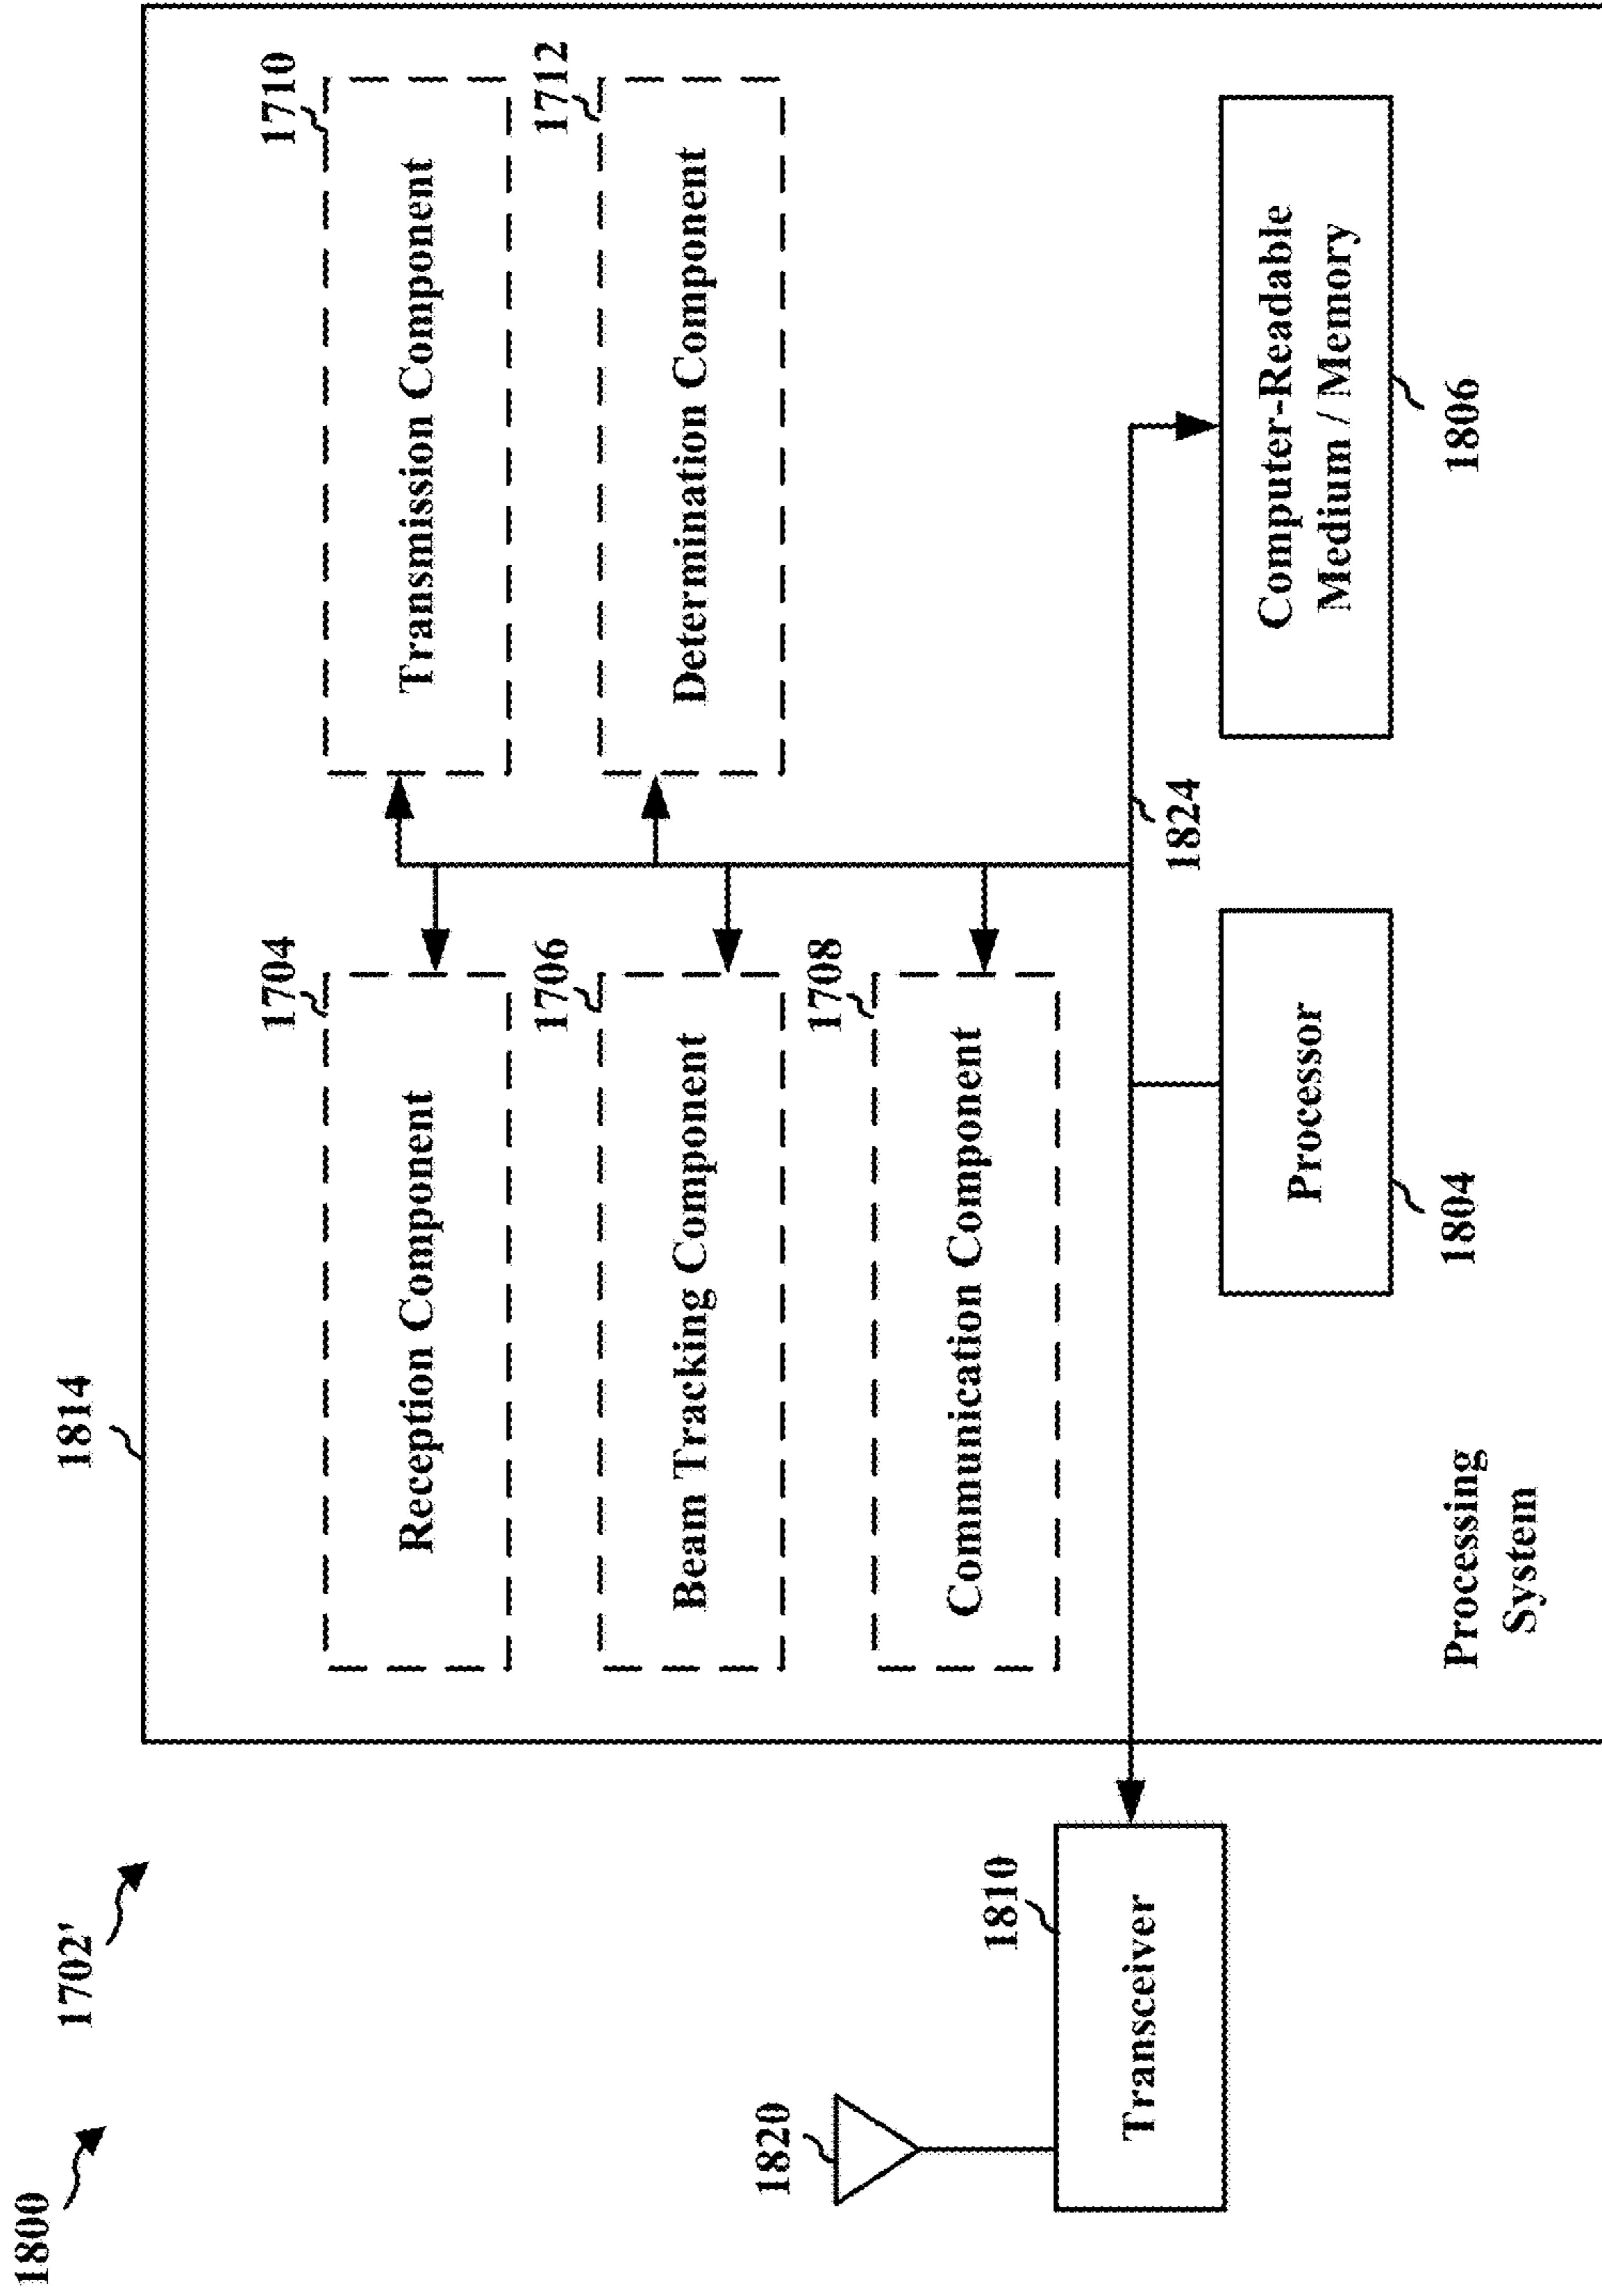 1800
1702'
1814
1704
Reception Component
1710
Transmission Component
1706
Beam Tracking Component
1712
Determination Component
1708
Communication Component
1820
1810
Transceiver
1824
Processor
1804
Computer-Readable
Medium / Memory
1806
Processing
System